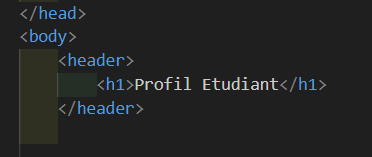 </head>
<body>
    <header>
        <h1>Profil Etudiant</h1>
    </header>